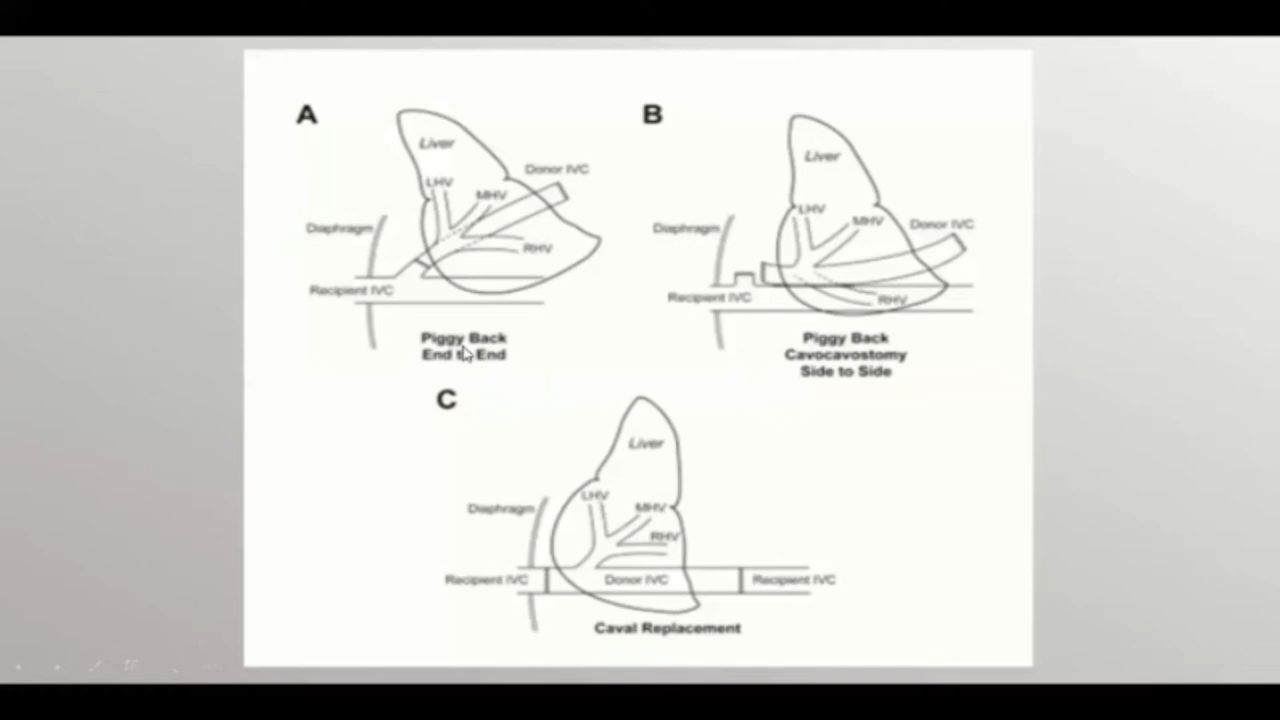 A
Liver
Donor IVC
LHV
MHV
Diaphragm
RHV
Recipient IVC
Piggy Back
End to End
B
Liver
LHV
MHV
Donor IVC
Diaphragm
Recipient IVC
RHV
Piggy Back
Cavocavostomy
Side to Side
C
Liver
LHV
MHV
Diaphragm
RHV
Recipient IVC
Donor IVC
Recipient IVC
Caval Replacement